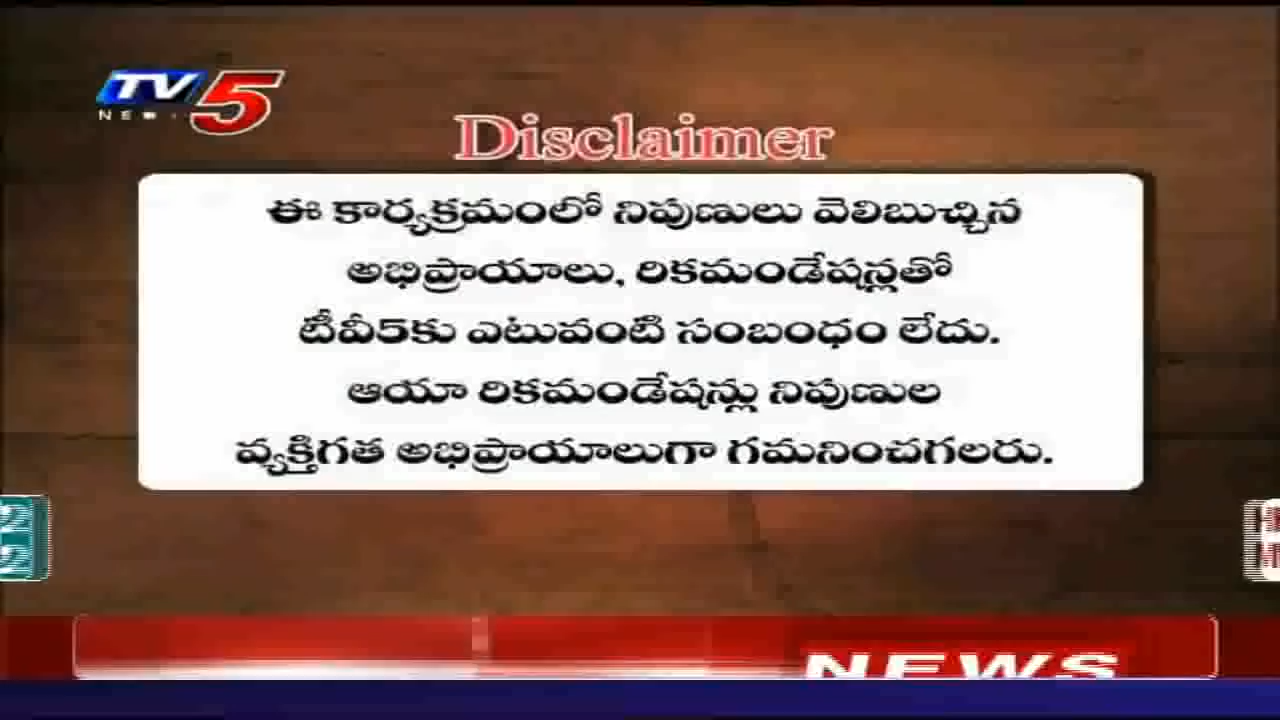 TV5
Disclaimer
ఈ కార్యక్రమంలో నిపుణులు వెలిబుచ్చిన
అభిప్రాయాలు, రికమండేషన్లతో
టీవీ5కు ఎటువంటి సంబంధం లేదు.
ఆయా రికమండేషన్లు నిపుణుల
వ్యక్తిగత అభిప్రాయాలుగా గమనించగలరు.
NEWS